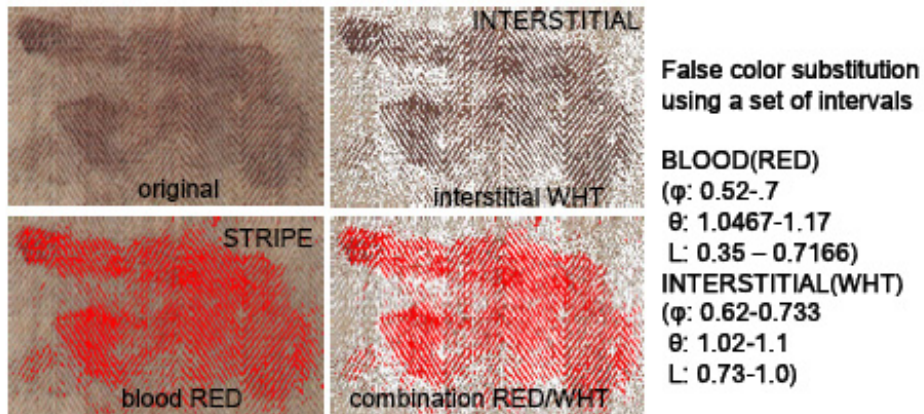 INTERSTITIAL
original
interstitial WHT
STRIPE
blood RED
combination RED/WHT
False color substitution
using a set of intervals
BLOOD(RED)
(φ: 0.52-.7
θ: 1.0467-1.17
L: 0.35 – 0.7166)
INTERSTITIAL(WHT)
(φ: 0.62-0.733
θ: 1.02-1.1
L: 0.73-1.0)